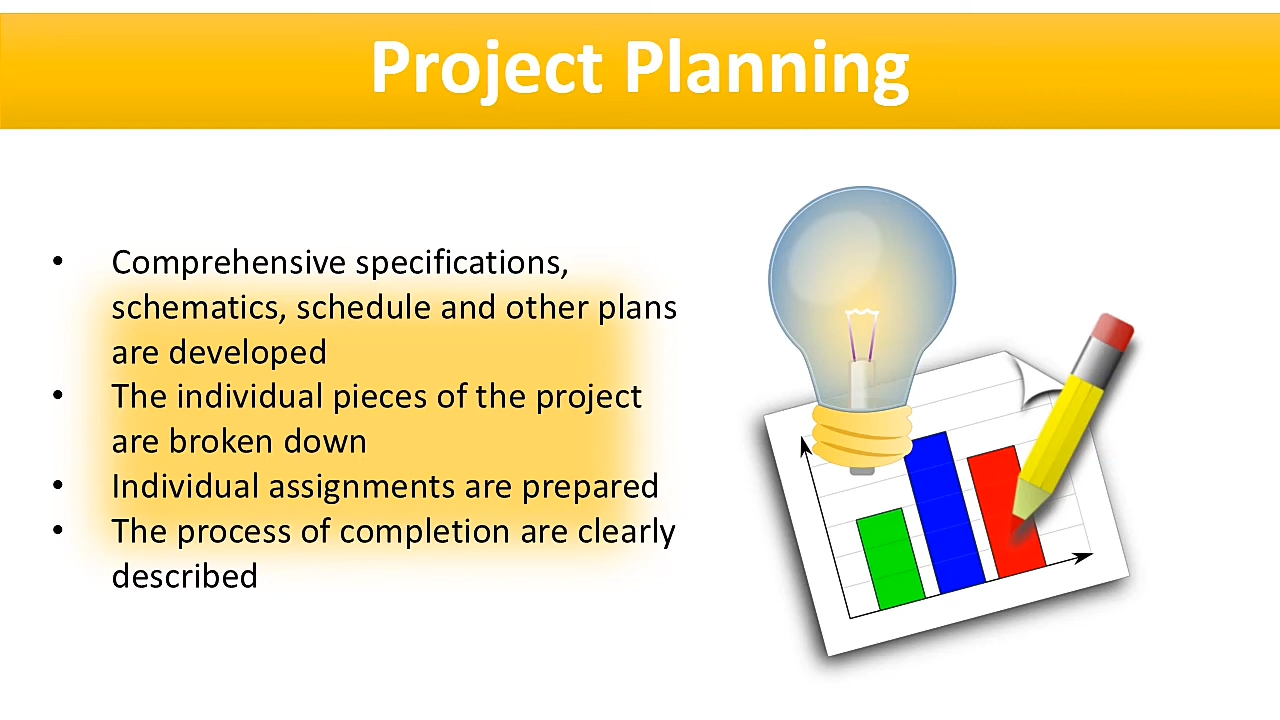 Project Planning
• Comprehensive specifications,
schematics, schedule and other plans
are developed
• The individual pieces of the project
are broken down
• Individual assignments are prepared
• The process of completion are clearly
described